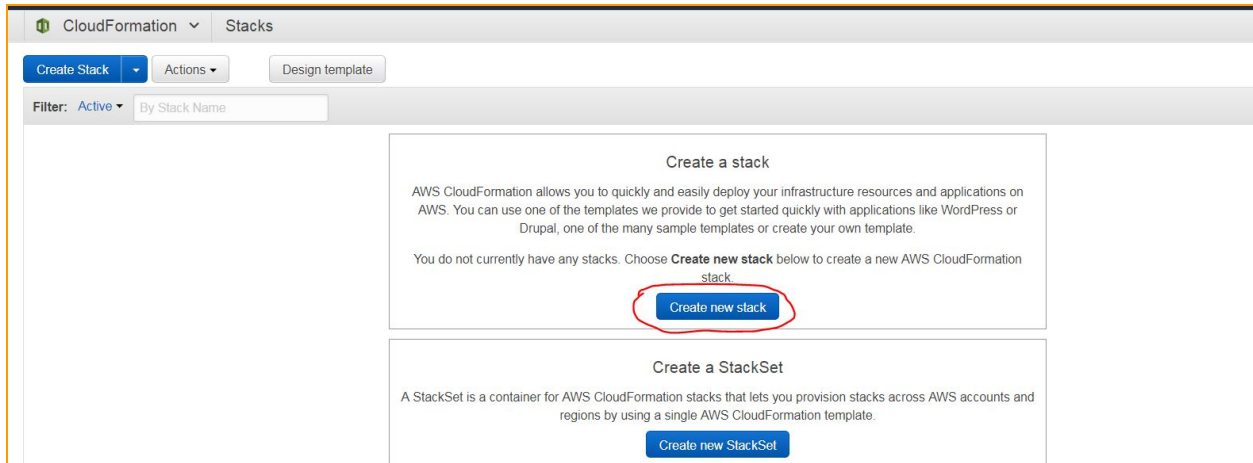 CloudFormation Stacks
Create Stack Actions Design template
Filter: Active By Stack Name
Create a stack
AWS CloudFormation allows you to quickly and easily deploy your infrastructure resources and applications on
AWS. You can use one of the templates we provide to get started quickly with applications like WordPress or
Drupal, one of the many sample templates or create your own template.
You do not currently have any stacks. Choose Create new stack below to create a new AWS CloudFormation
stack.
Create new stack
Create a StackSet
A StackSet is a container for AWS CloudFormation stacks that lets you provision stacks across AWS accounts and
regions by using a single AWS CloudFormation template.
Create new StackSet